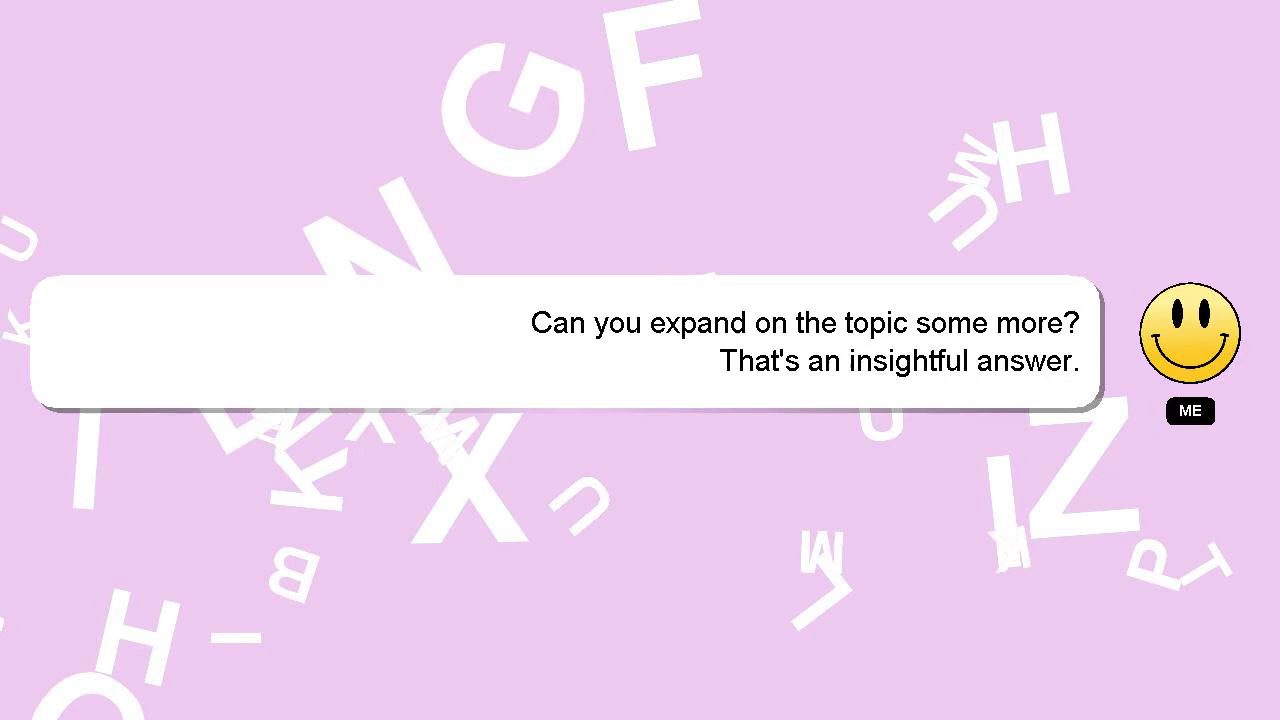 Can you expand on the topic some more?
That's an insightful answer.
ME